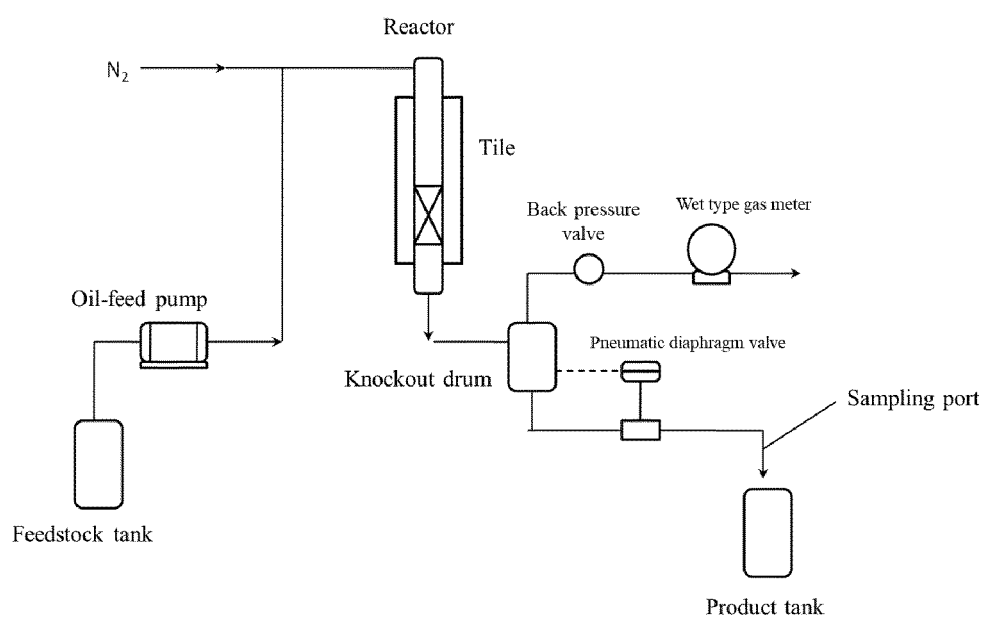 Reactor
N₂
Tile
Wet type gas meter
Back pressure
valve
Oil-feed pump
Pneumatic diaphragm valve
Knockout drum
Sampling port
Feedstock tank
Product tank